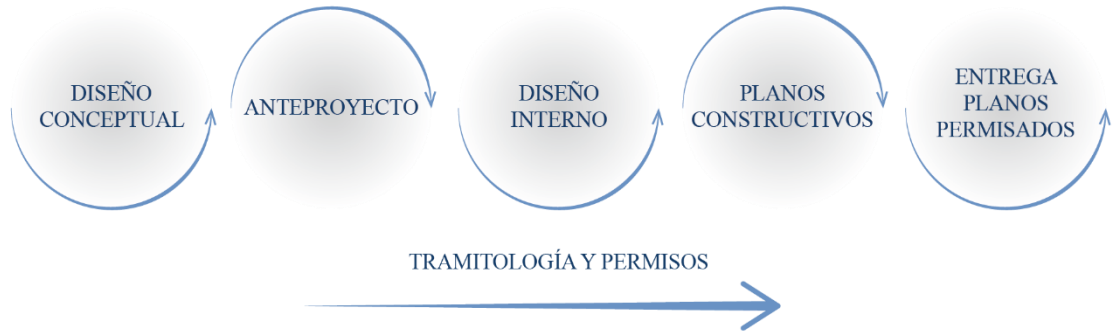 DISEÑO
CONCEPTUAL
ANTEPROYECTO
DISEÑO
INTERNO
PLANOS
CONSTRUCTIVOS
ENTREGA
PLANOS
PERMISADOS
TRAMITOLOGÍA Y PERMISOS